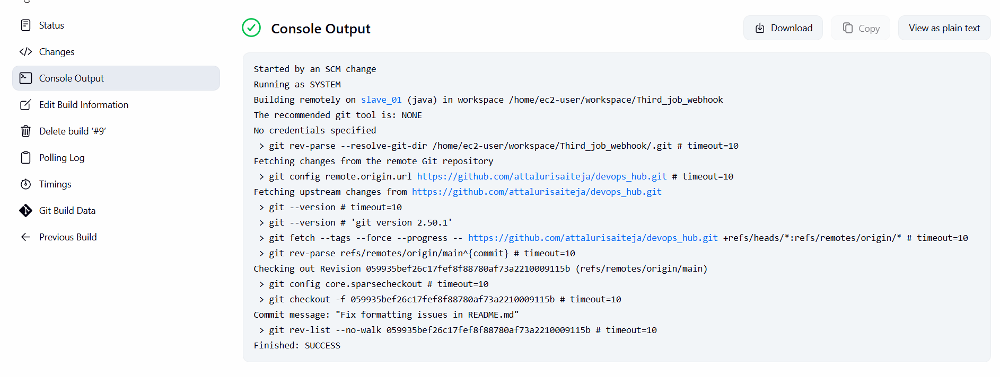 Status
Changes
Console Output
Edit Build Information
Delete build ‘#9’
Polling Log
Timings
Git Build Data
Previous Build
Console Output
Download
Copy
View as plain text
Started by an SCM change
Running as SYSTEM
Building remotely on slave_01 (java) in workspace /home/ec2-user/workspace/Third_job_webhook
The recommended git tool is: NONE
No credentials specified
 > git rev-parse --resolve-git-dir /home/ec2-user/workspace/Third_job_webhook/.git # timeout=10
Fetching changes from the remote Git repository
 > git config remote.origin.url https://github.com/attalurisaiteja/devops_hub.git # timeout=10
Fetching upstream changes from https://github.com/attalurisaiteja/devops_hub.git
 > git --version # timeout=10
 > git --version # 'git version 2.50.1'
 > git fetch --tags --force --progress -- https://github.com/attalurisaiteja/devops_hub.git +refs/heads/*:refs/remotes/origin/* # timeout=10
 > git rev-parse refs/remotes/origin/main^{commit} # timeout=10
Checking out Revision 059935bef26c17fef8f88780af73a2210009115b (refs/remotes/origin/main)
 > git config core.sparsecheckout # timeout=10
 > git checkout -f 059935bef26c17fef8f88780af73a2210009115b # timeout=10
Commit message: "Fix formatting issues in README.md"
 > git rev-list --no-walk 059935bef26c17fef8f88780af73a2210009115b # timeout=10
Finished: SUCCESS